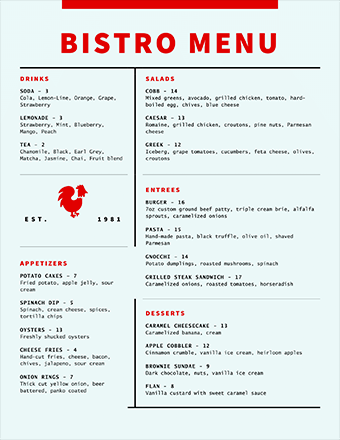 BISTRO MENU
DRINKS
SODA - 3
Cola, Lemon-Lime, Orange, Grape,
Strawberry
LEMONADE - 3
Strawberry, Mint, Blueberry,
Mango, Peach
TEA - 2
Chamomile, Black, Earl Grey,
Matcha, Jasmine, Chai, Fruit blend
EST. 1981
APPETIZERS
POTATO CAKES - 7
Fried potato, apple jelly, sour
cream
SPINACH DIP - 5
Spinach, cream cheese, spices,
tortilla chips
OYSTERS - 13
Freshly shucked oysters
CHEESE FRIES - 4
Hand-cut fries, cheese, bacon,
chives, jalapeno, sour cream
ONION RINGS - 7
Thick cut yellow onion, beer
battered, panko coated
SALADS
COBB - 14
Mixed greens, avocado, grilled chicken, tomato, hard-
boiled egg, chives, blue cheese
CAESAR - 13
Romaine, grilled chicken, croutons, pine nuts, Parmesan
cheese
GREEK - 12
Iceberg, grape tomatoes, cucumbers, feta cheese, olives,
croutons
ENTREES
BURGER - 16
7oz custom ground beef patty, triple cream brie, alfalfa
sprouts, caramelized onions
PASTA - 15
Hand-made pasta, black truffle, olive oil, shaved
Parmesan
GNOCCHI - 14
Potato dumplings, roasted mushrooms, spinach
GRILLED STEAK SANDWICH - 17
Caramelized onions, roasted tomatoes, horseradish
DESSERTS
CARAMEL CHEESECAKE - 13
Caramelized banana, cream
APPLE COBBLER - 12
Cinnamon crumble, vanilla ice cream, heirloom apples
BROWNIE SUNDAE - 9
Dark chocolate, nuts, vanilla ice cream
FLAN - 8
Vanilla custard with sweet caramel sauce